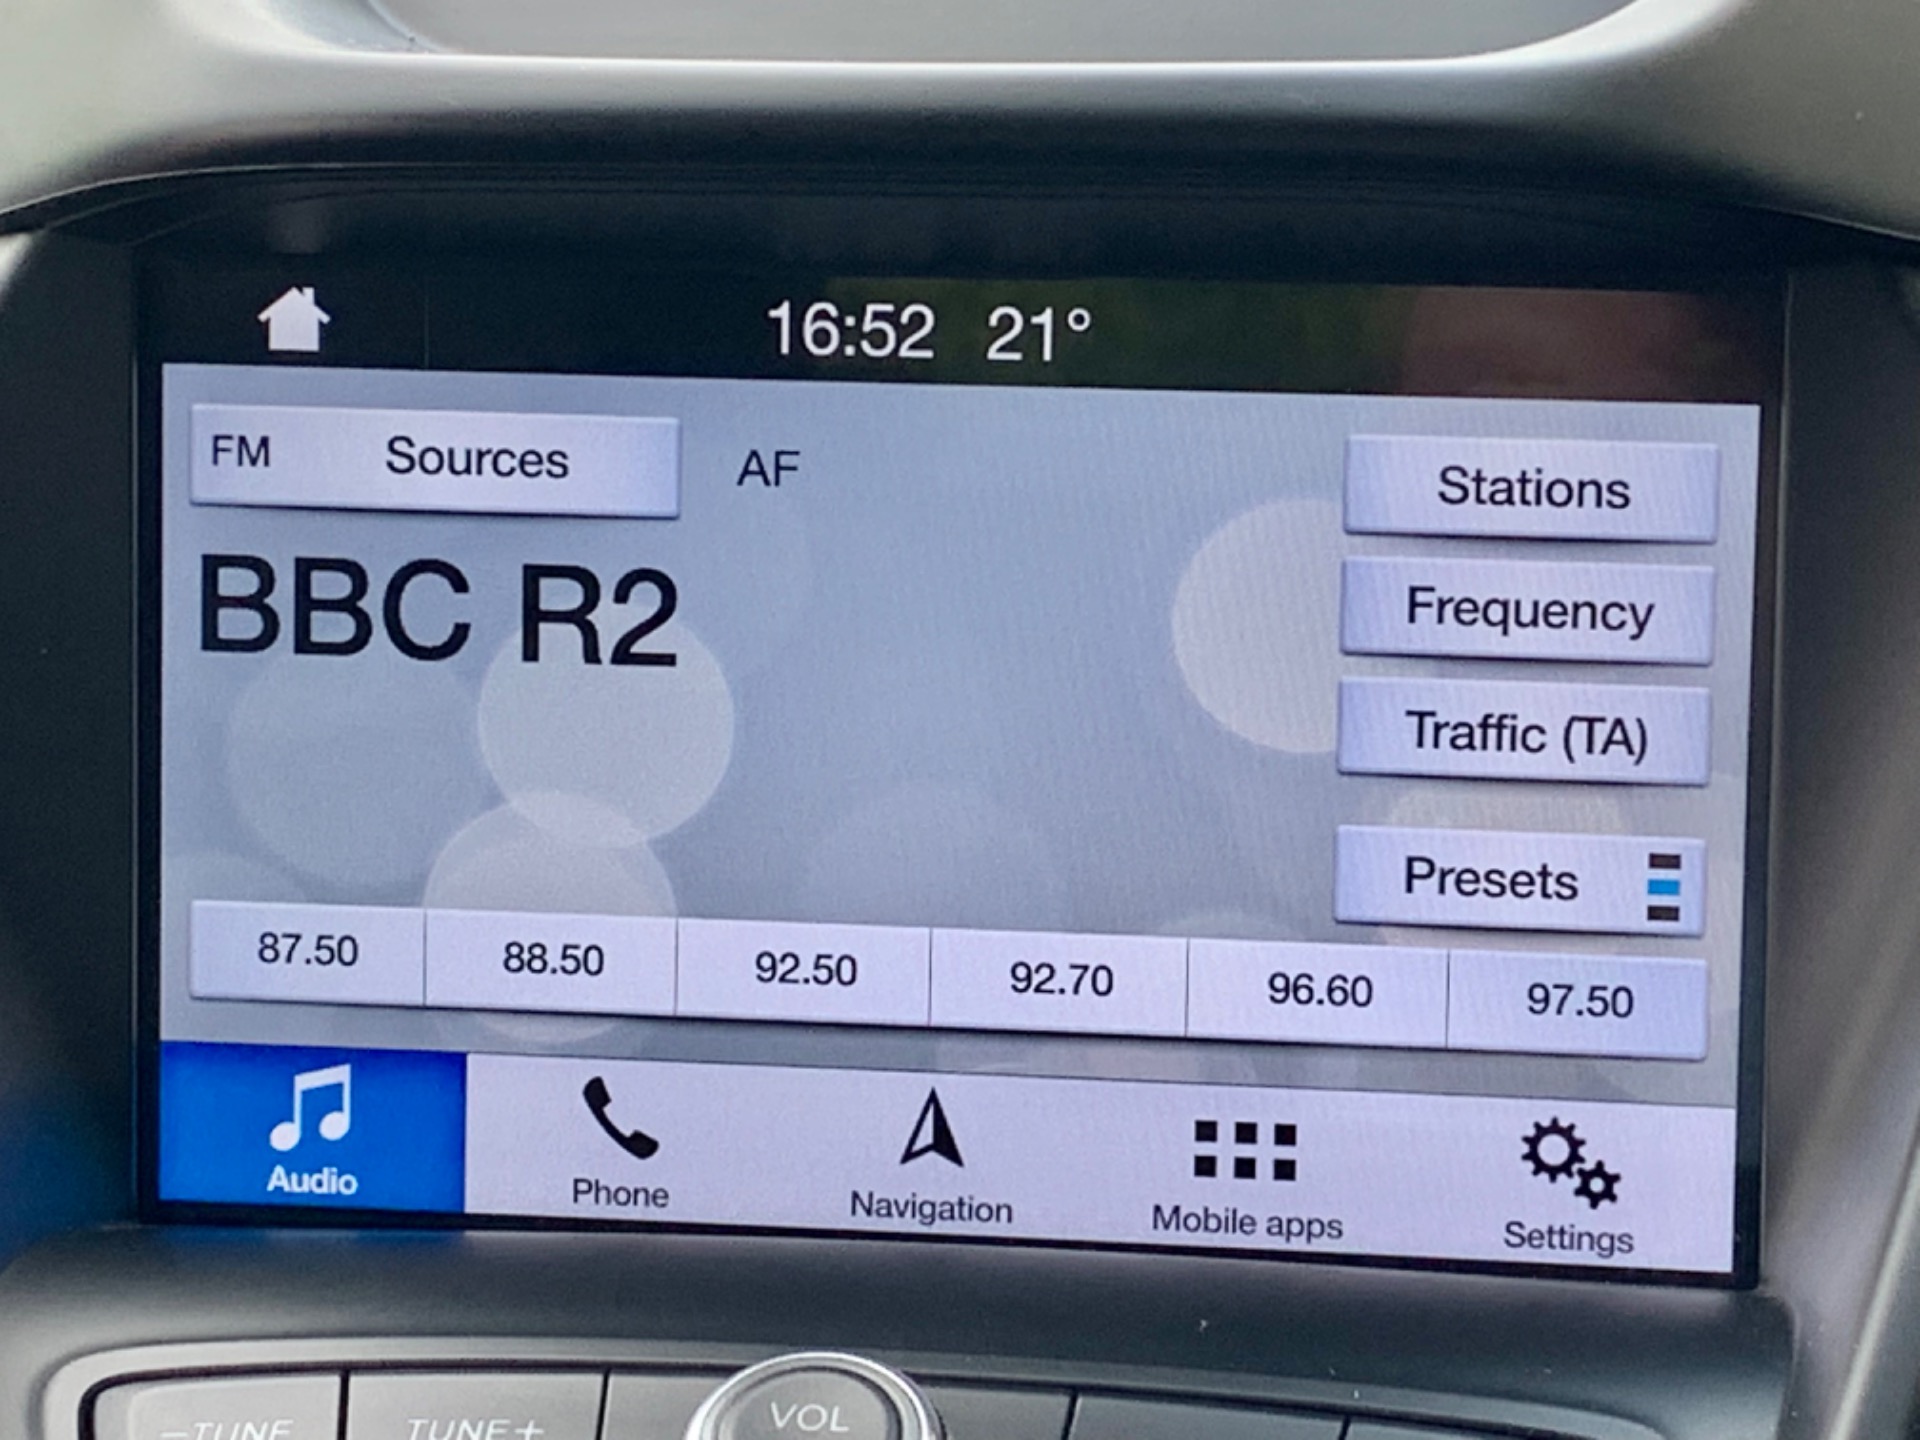 16:52 21°
FM Sources AF
Stations
BBC R2
Frequency
Traffic (TA)
Presets
87.50 88.50 92.50 92.70 96.60 97.50
Audio Phone Navigation Mobile apps Settings
–TUNE TUNE+ VOL